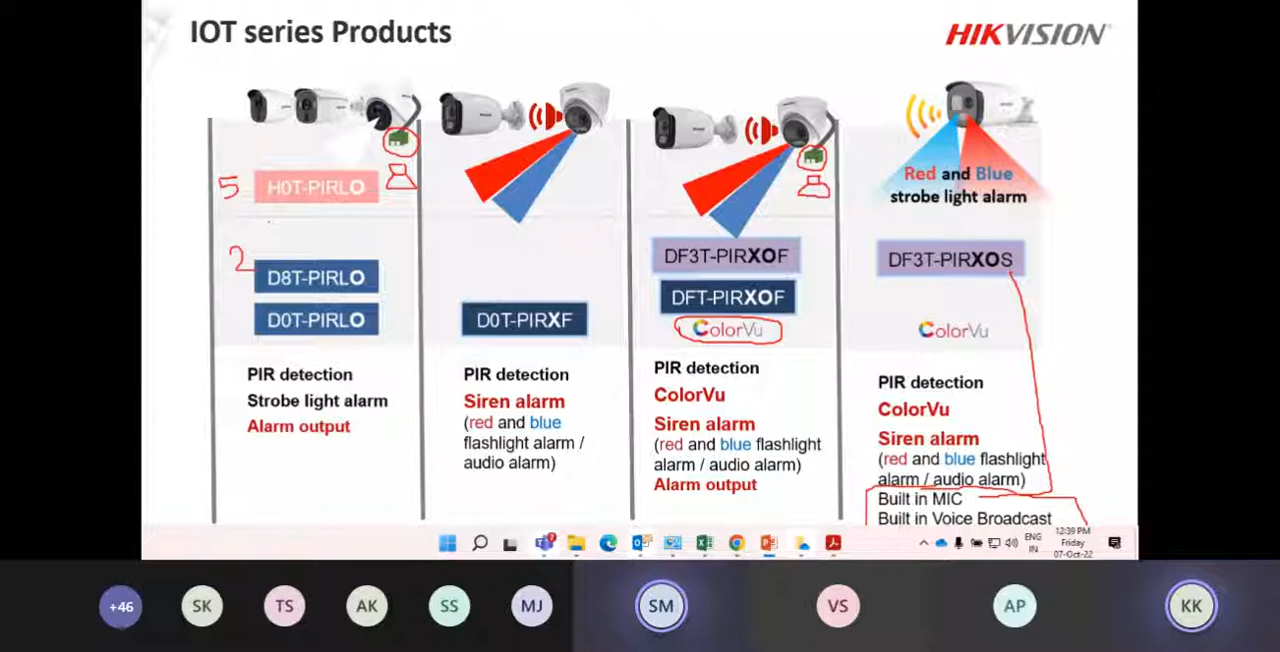 IOT series Products
HIKVISION
5
H0T-PIRLO
2
D8T-PIRLO
D0T-PIRLO
PIR detection
Strobe light alarm
Alarm output
D0T-PIRXF
PIR detection
Siren alarm
(red and blue
flashlight alarm /
audio alarm)
DF3T-PIRXOF
DFT-PIRXOF
ColorVu
PIR detection
ColorVu
Siren alarm
(red and blue flashlight
alarm / audio alarm)
Alarm output
Red and Blue
strobe light alarm
DF3T-PIRXOS
ColorVu
PIR detection
ColorVu
Siren alarm
(red and blue flashlight
alarm / audio alarm)
Built in MIC
Built in Voice Broadcast
7
ENG
IN
12:39 PM
Friday
07-Oct-22
+46
SK
TS
AK
SS
MJ
SM
VS
AP
KK